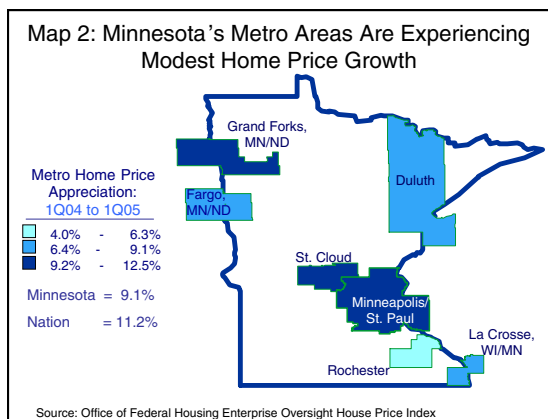 Map 2: Minnesota's Metro Areas Are Experiencing
Modest Home Price Growth
Grand Forks,
MN/ND
Metro Home Price
Appreciation:
1Q04 to 1Q05
4.0% - 6.3%
6.4% - 9.1%
9.2% - 12.5%
Minnesota = 9.1%
Nation = 11.2%
Fargo,
MN/ND
Duluth
St. Cloud
Minneapolis/
St. Paul
La Crosse,
WI/MN
Rochester
Source: Office of Federal Housing Enterprise Oversight House Price Index